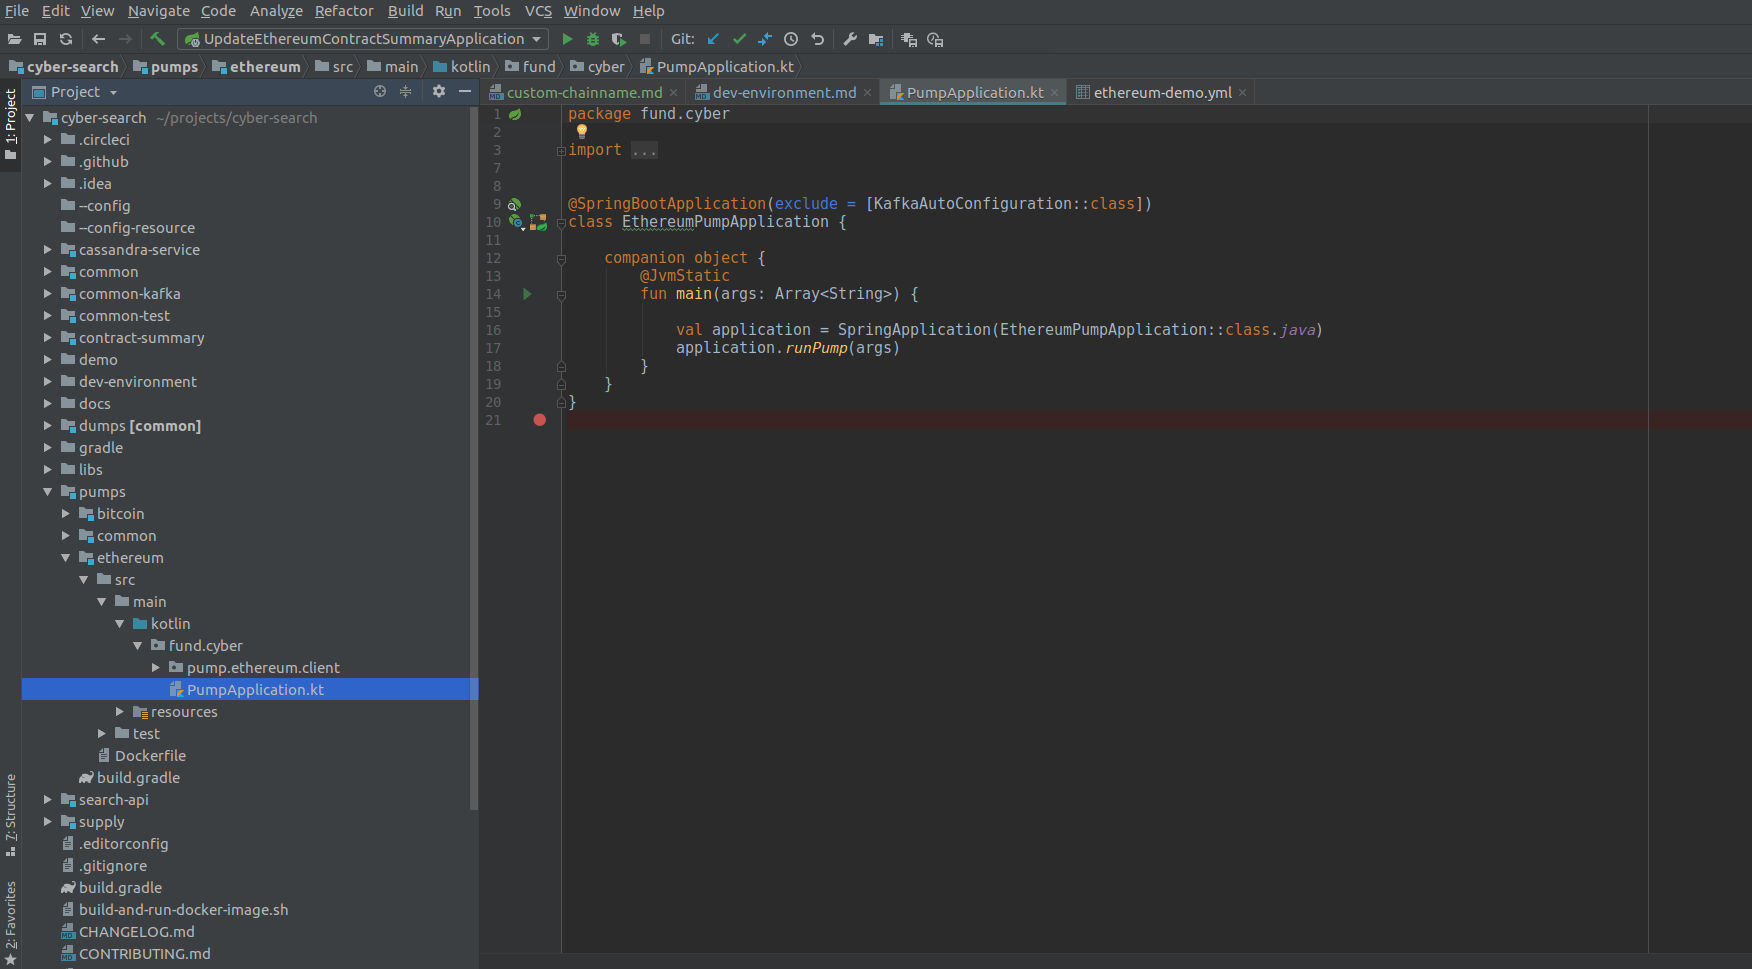 File Edit View Navigate Code Analyze Refactor Build Run Tools VCS Window Help
UpdateEthereumContractSummaryApplication Git:
cyber-search pumps ethereum src main kotlin fund cyber PumpApplication.kt
1: Project
7: Structure
2: Favorites
Project
cyber-search ~/projects/cyber-search
.circleci
.github
.idea
--config
--config-resource
cassandra-service
common
common-kafka
common-test
contract-summary
demo
dev-environment
docs
dumps [common]
gradle
libs
pumps
bitcoin
common
ethereum
src
main
kotlin
fund.cyber
pump.ethereum.client
PumpApplication.kt
resources
test
Dockerfile
build.gradle
search-api
supply
.editorconfig
.gitignore
build.gradle
build-and-run-docker-image.sh
CHANGELOG.md
CONTRIBUTING.md
custom-chainname.md dev-environment.md PumpApplication.kt ethereum-demo.yml
1 package fund.cyber
2
3 import ...
7
8
9 @SpringBootApplication(exclude = [KafkaAutoConfiguration::class])
10 class EthereumPumpApplication {
11
12 companion object {
13 @JvmStatic
14 fun main(args: Array<String>) {
15
16 val application = SpringApplication(EthereumPumpApplication::class.java)
17 application.runPump(args)
18 }
19 }
20 }
21